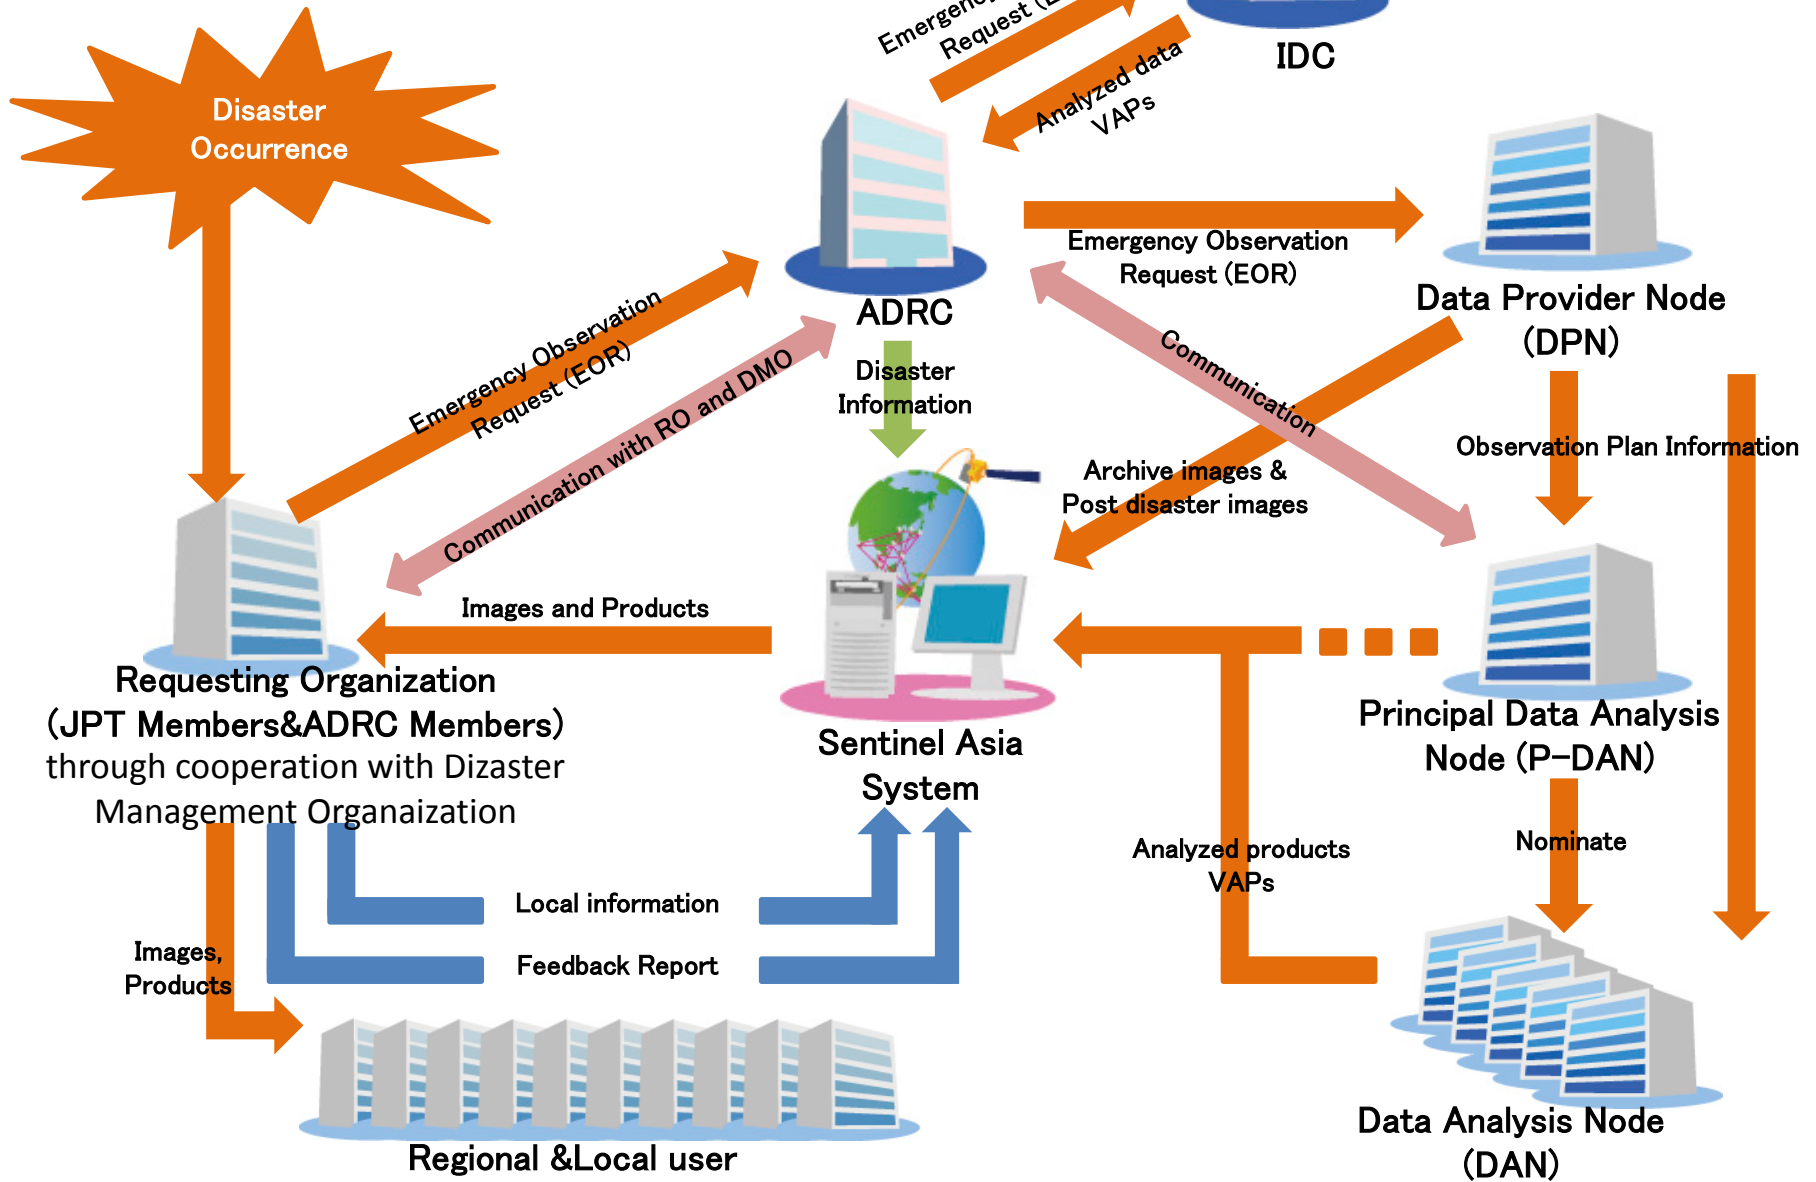 Emergency
Request (E
IDC
Analyzed data
VAPs
Disaster
Occurrence
Emergency Observation
Request (EOR)
Data Provider Node
(DPN)
ADRC
Emergency Observation
Request (EOR)
Communication with RO and DMO
Disaster
Information
Communication
Observation Plan Information
Archive images &
Post disaster images
Images and Products
Requesting Organization
(JPT Members&ADRC Members)
through cooperation with Dizaster
Management Organaization
Sentinel Asia
System
Principal Data Analysis
Node (P-DAN)
Analyzed products
VAPs
Nominate
Local information
Feedback Report
Images,
Products
Regional &Local user
Data Analysis Node
(DAN)